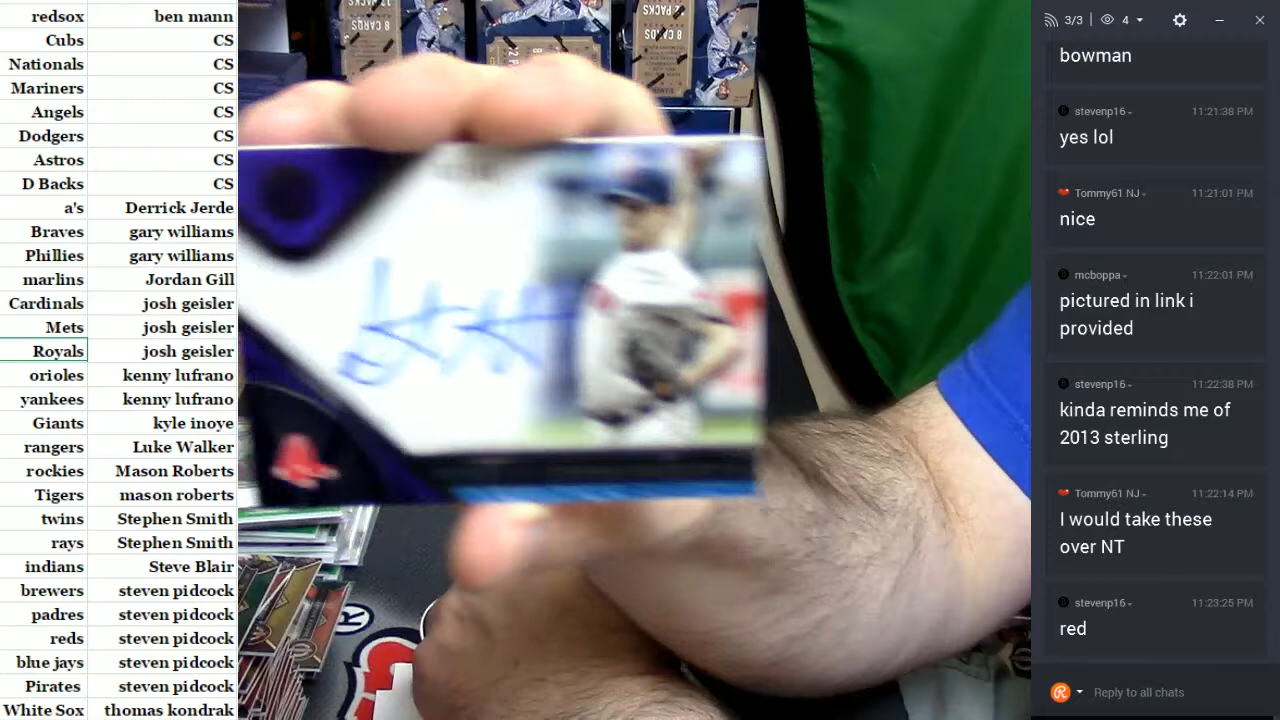 redsox ben mann
Cubs CS
Nationals CS
Mariners CS
Angels CS
Dodgers CS
Astros CS
D Backs CS
a's Derrick Jerde
Braves gary williams
Phillies gary williams
marlins Jordan Gill
Cardinals josh geisler
Mets josh geisler
Royals josh geisler
orioles kenny lufrano
yankees kenny lufrano
Giants kyle inoye
rangers Luke Walker
rockies Mason Roberts
Tigers mason roberts
twins Stephen Smith
rays Stephen Smith
indians Steve Blair
brewers steven pidcock
padres steven pidcock
reds steven pidcock
blue jays steven pidcock
Pirates steven pidcock
White Sox thomas kondrak
8 CARDS
8 CARDS
3/3 4
bowman
stevenp16 11:21:38 PM
yes lol
Tommy61 NJ 11:21:01 PM
nice
mcboppa 11:22:01 PM
pictured in link i
provided
stevenp16 11:22:38 PM
kinda reminds me of
2013 sterling
Tommy61 NJ 11:22:14 PM
I would take these
over NT
stevenp16 11:23:25 PM
red
Reply to all chats